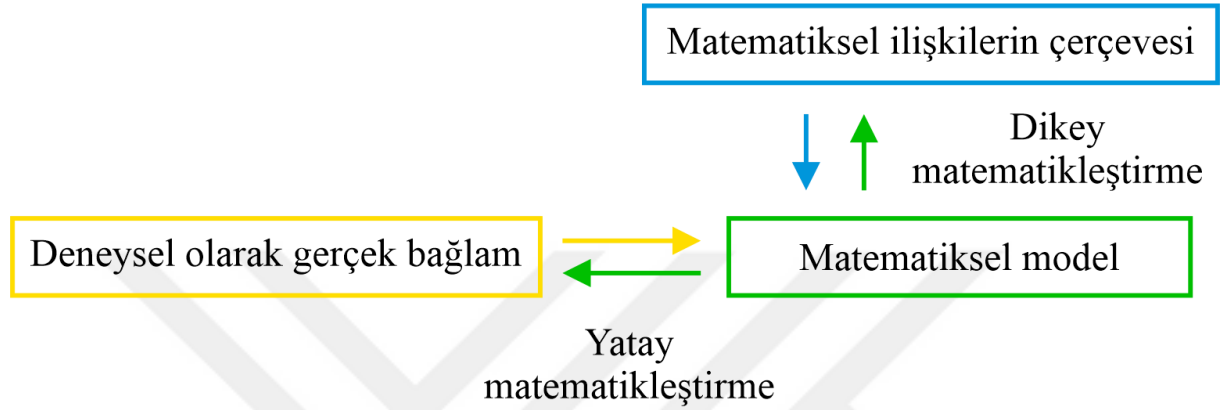 Matematiksel ilişkilerin çerçevesi
Dikey
matematikleştirme
Deneysel olarak gerçek bağlam
Matematiksel model
Yatay
matematikleştirme